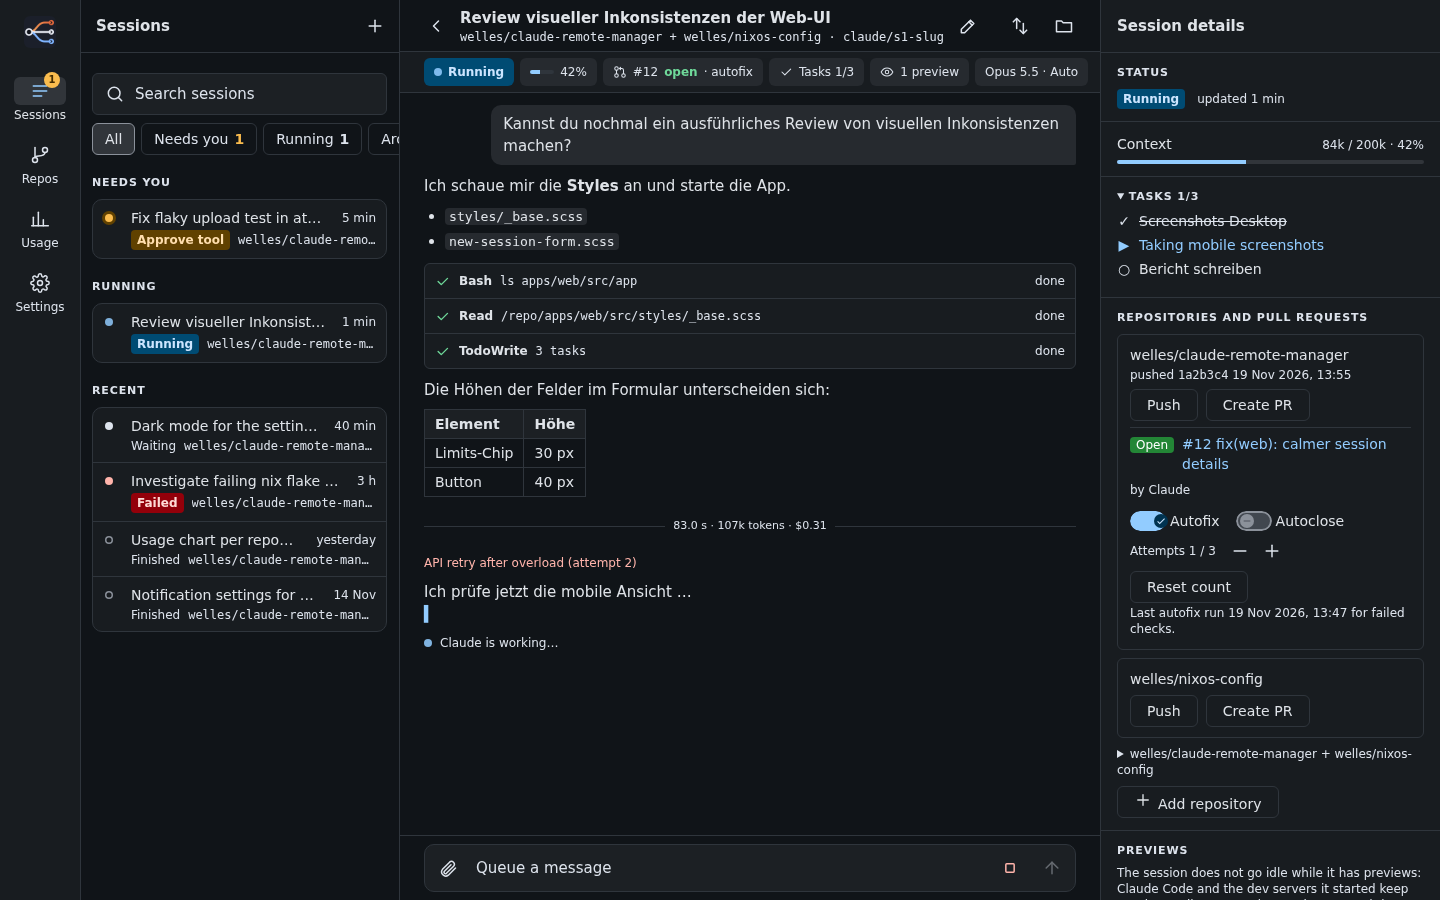 1
Sessions
Repos
Usage
Settings
Sessions
Search sessions
All
Needs you 1
Running 1
Arc
NEEDS YOU
Fix flaky upload test in at… 5 min
Approve tool welles/claude-remo…
RUNNING
Review visueller Inkonsist… 1 min
Running welles/claude-remote-m…
RECENT
Dark mode for the settin… 40 min
Waiting welles/claude-remote-mana…
Investigate failing nix flake … 3 h
Failed welles/claude-remote-man…
Usage chart per repo… yesterday
Finished welles/claude-remote-man…
Notification settings for … 14 Nov
Finished welles/claude-remote-man…
Review visueller Inkonsistenzen der Web-UI
welles/claude-remote-manager + welles/nixos-config · claude/s1-slug
Running
42%
#12 open · autofix
Tasks 1/3
1 preview
Opus 5.5 · Auto
Kannst du nochmal ein ausführliches Review von visuellen Inkonsistenzen
machen?
Ich schaue mir die Styles an und starte die App.
• styles/_base.scss
• new-session-form.scss
Bash ls apps/web/src/app done
Read /repo/apps/web/src/styles/_base.scss done
TodoWrite 3 tasks done
Die Höhen der Felder im Formular unterscheiden sich:
Element Höhe
Limits-Chip 30 px
Button 40 px
83.0 s · 107k tokens · $0.31
API retry after overload (attempt 2)
Ich prüfe jetzt die mobile Ansicht …
Claude is working…
Queue a message
Session details
STATUS
Running updated 1 min
Context 84k / 200k · 42%
▼ TASKS 1/3
✓ Screenshots Desktop
▶ Taking mobile screenshots
○ Bericht schreiben
REPOSITORIES AND PULL REQUESTS
welles/claude-remote-manager
pushed 1a2b3c4 19 Nov 2026, 13:55
Push Create PR
Open #12 fix(web): calmer session
details
by Claude
Autofix Autoclose
Attempts 1 / 3 − +
Reset count
Last autofix run 19 Nov 2026, 13:47 for failed
checks.
welles/nixos-config
Push Create PR
▶ welles/claude-remote-manager + welles/nixos-
config
+ Add repository
PREVIEWS
The session does not go idle while it has previews:
Claude Code and the dev servers it started keep